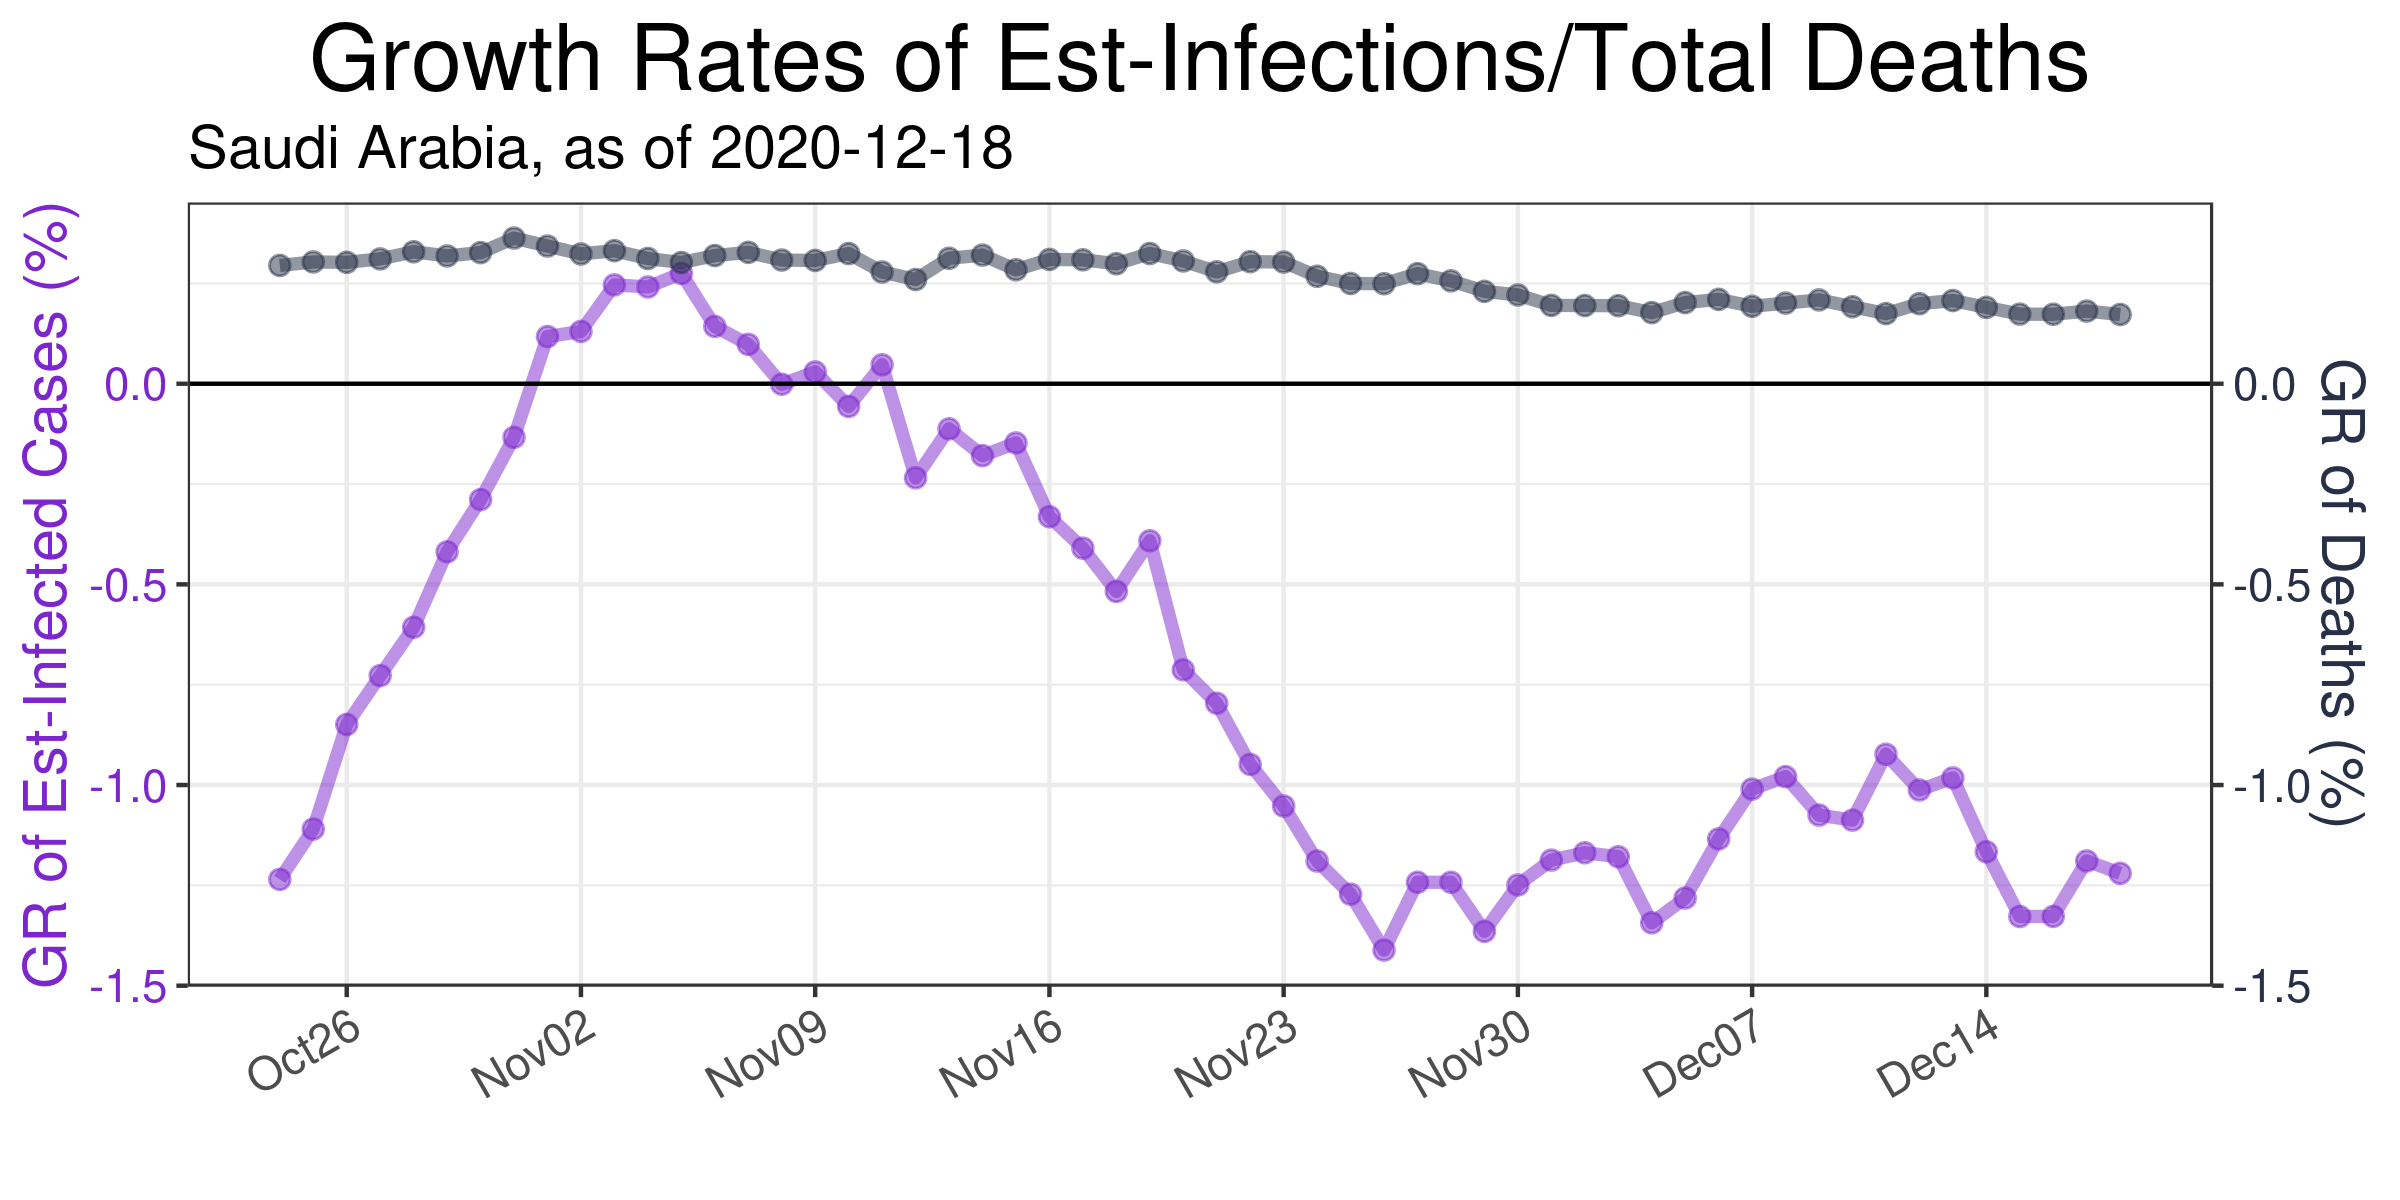 Growth Rates of Est-Infections/Total Deaths
Saudi Arabia, as of 2020-12-18
GR of Est-Infected Cases (%)
0.0
-0.5
-1.0
-1.5
0.0
-0.5
-1.0
-1.5
GR of Deaths (%)
Oct26
Nov02
Nov09
Nov16
Nov23
Nov30
Dec07
Dec14